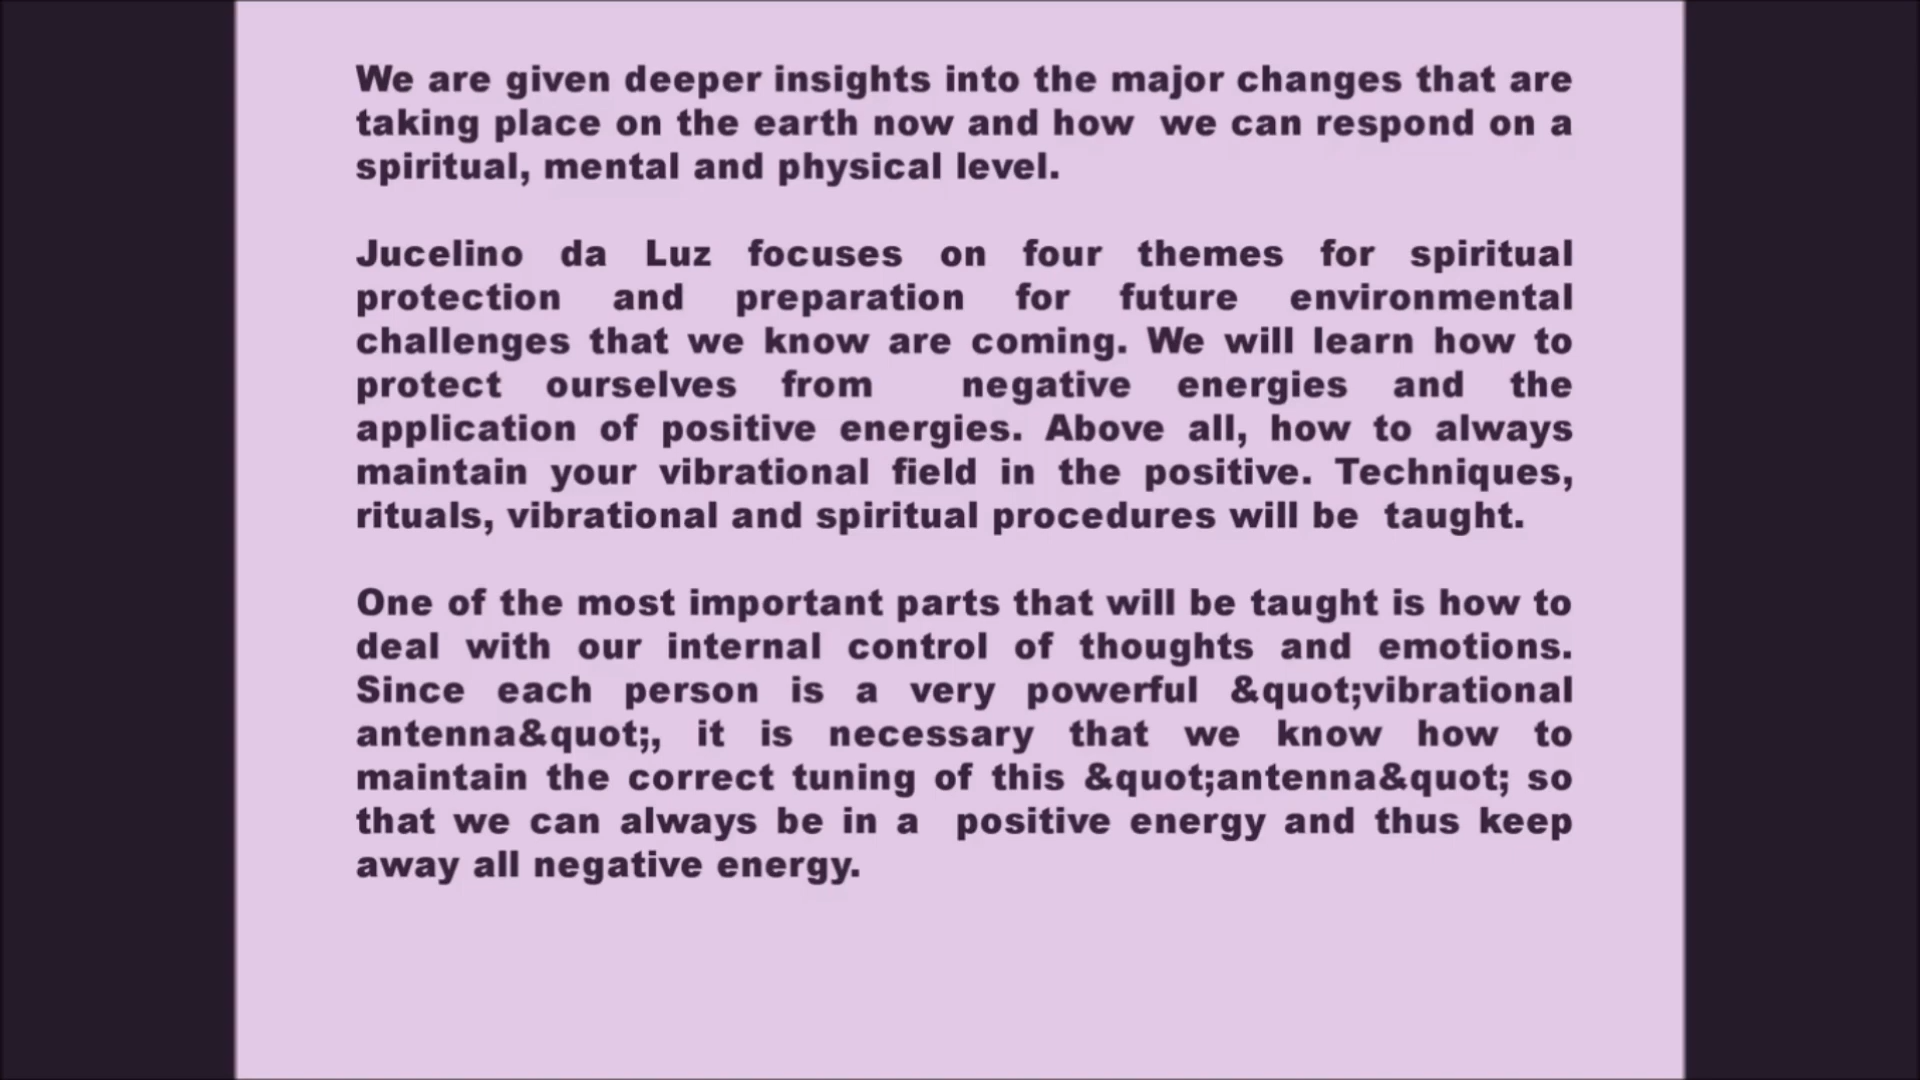 We are given deeper insights into the major changes that are
taking place on the earth now and how  we can respond on a
spiritual, mental and physical level.
Jucelino da Luz focuses on four themes for spiritual
protection and preparation for future environmental
challenges that we know are coming. We will learn how to
protect ourselves from  negative energies and the
application of positive energies. Above all, how to always
maintain your vibrational field in the positive. Techniques,
rituals, vibrational and spiritual procedures will be  taught.
One of the most important parts that will be taught is how to
deal with our internal control of thoughts and emotions.
Since each person is a very powerful &quot;vibrational
antenna&quot;, it is necessary that we know how to
maintain the correct tuning of this &quot;antenna&quot; so
that we can always be in a  positive energy and thus keep
away all negative energy.